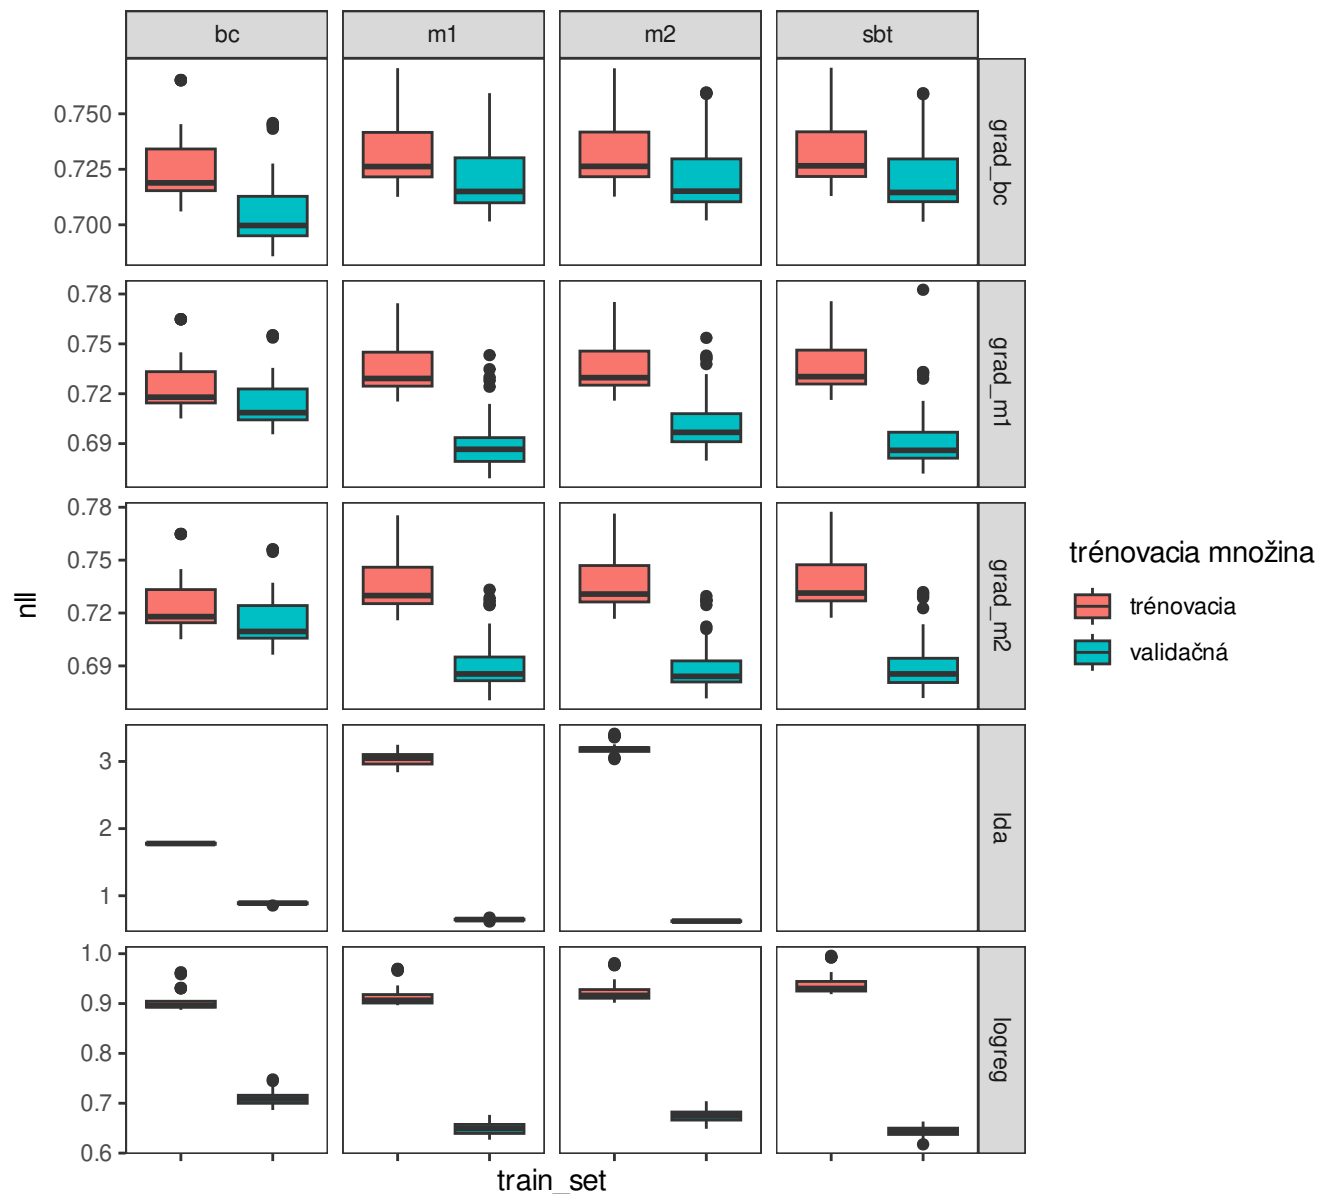 bc m1 m2 sbt
0.750
0.725
0.700
grad_bc
0.78
0.75
0.72
0.69
grad_m1
0.78
0.75
0.72
0.69
grad_m2
3
2
1
lda
1.0
0.9
0.8
0.7
0.6
logreg
nll
train_set
trénovacia množina
trénovacia
validačná